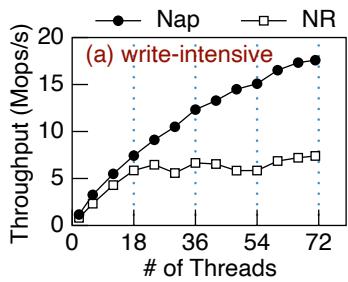 Nap NR
(a) write-intensive
Throughput (Mops/s)
20
15
10
5
0
0 18 36 54 72
# of Threads